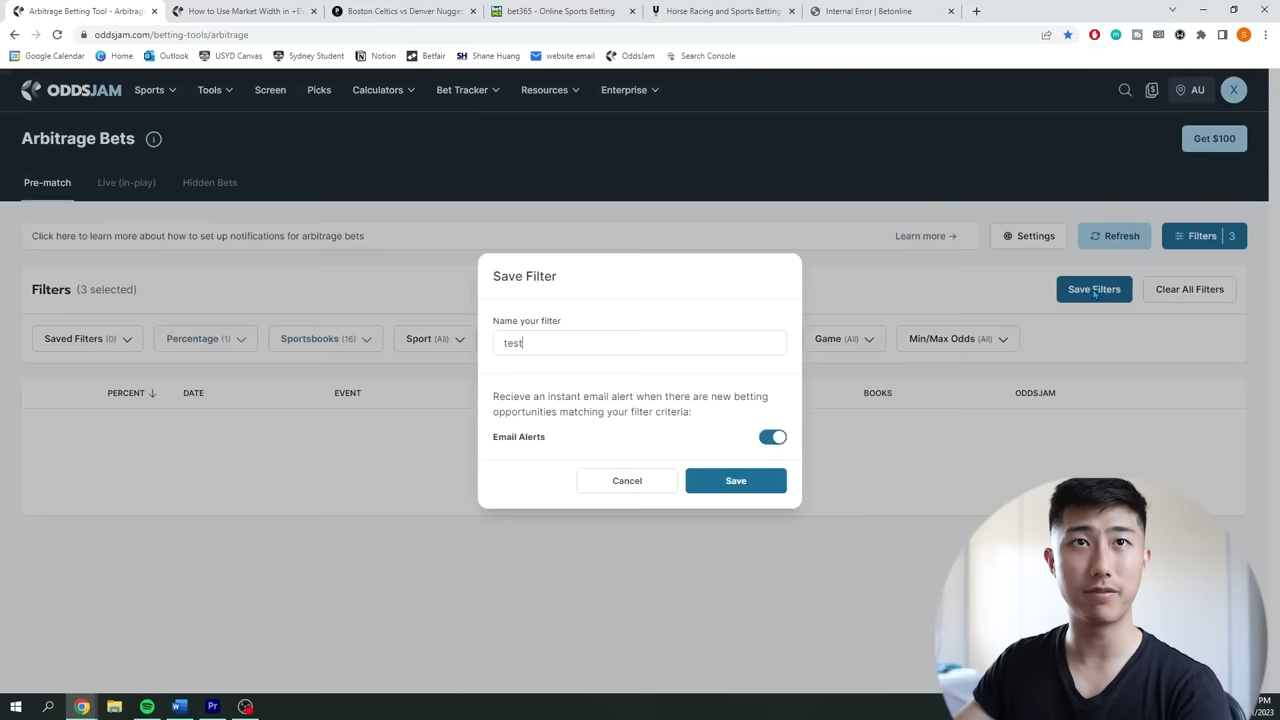 Arbitrage Betting Tool - Arbitrag
How to Use Market Width in +E
Boston Celtics vs Denver Nugge
bet365 - Online Sports Betting
Horse Racing and Sports Betting
Internal Error | Betonline
oddsjam.com/betting-tools/arbitrage
Google Calendar
Home
Outlook
USYD Canvas
Sydney Student
Notion
Betfair
Shane Huang
website email
OddsJam
Search Console
ODDSJAM
Sports
Tools
Screen
Picks
Calculators
Bet Tracker
Resources
Enterprise
AU
X
Arbitrage Bets
Get $100
Pre-match
Live (in-play)
Hidden Bets
Click here to learn more about how to set up notifications for arbitrage bets
Learn more →
Settings
Refresh
Filters | 3
Filters (3 selected)
Save Filters
Clear All Filters
Saved Filters (0)
Percentage (1)
Sportsbooks (16)
Sport (All)
Game (All)
Min/Max Odds (All)
PERCENT
DATE
EVENT
BOOKS
ODDSJAM
Save Filter
Name your filter
test
Recieve an instant email alert when there are new betting
opportunities matching your filter criteria:
Email Alerts
Cancel
Save
PM
/2023